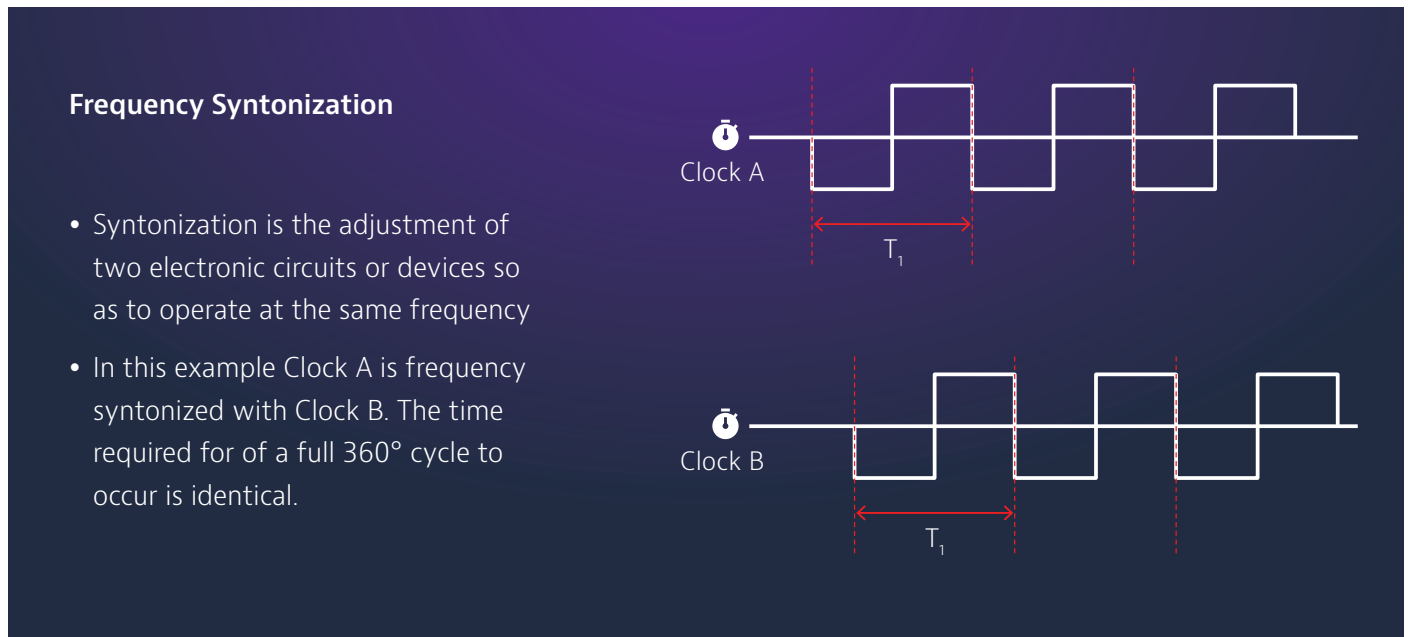 Frequency Syntonization
• Syntonization is the adjustment of
two electronic circuits or devices so
as to operate at the same frequency
• In this example Clock A is frequency
syntonized with Clock B. The time
required for of a full 360° cycle to
occur is identical.
Clock A
T₁
Clock B
T₁